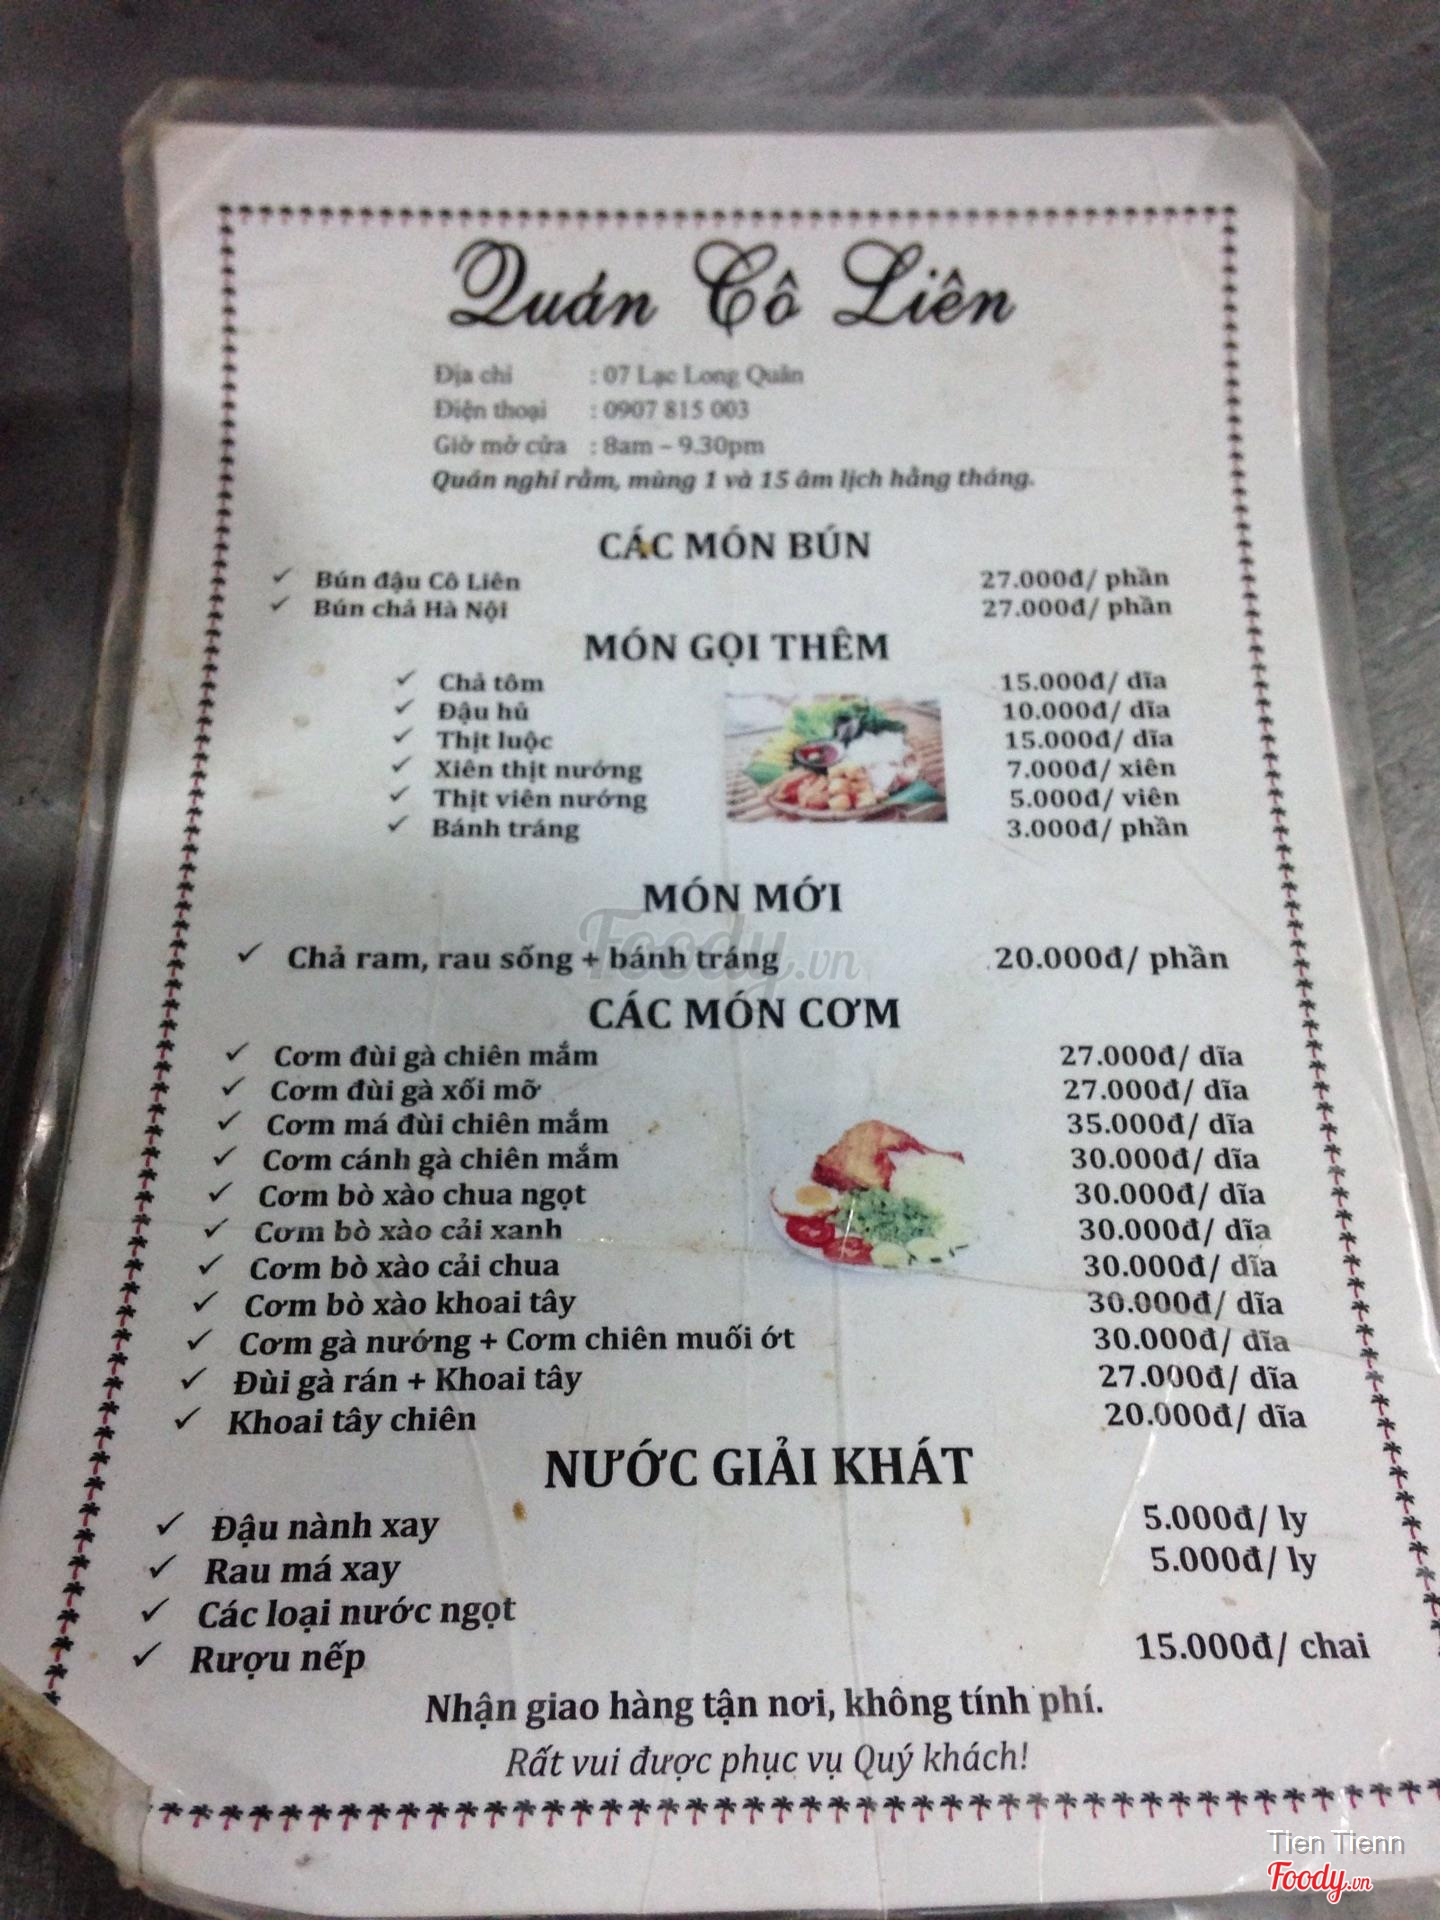 Quán Cô Liên
Địa chỉ : 07 Lạc Long Quân
Điện thoại : 0907 815 003
Giờ mở cửa : 8am – 9.30pm
Quán nghỉ rằm, mùng 1 và 15 âm lịch hằng tháng.
CÁC MÓN BÚN
✓ Bún đậu Cô Liên 27.000đ/ phần
✓ Bún chả Hà Nội 27.000đ/ phần
MÓN GỌI THÊM
✓ Chả tôm 15.000đ/ dĩa
✓ Đậu hủ 10.000đ/ dĩa
✓ Thịt luộc 15.000đ/ dĩa
✓ Xiên thịt nướng 7.000đ/ xiên
✓ Thịt viên nướng 5.000đ/ viên
✓ Bánh tráng 3.000đ/ phần
MÓN MỚI
✓ Chả ram, rau sống + bánh tráng 20.000đ/ phần
Foody.vn
CÁC MÓN CƠM
✓ Cơm đùi gà chiên mắm 27.000đ/ dĩa
✓ Cơm đùi gà xối mỡ 27.000đ/ dĩa
✓ Cơm má đùi chiên mắm 35.000đ/ dĩa
✓ Cơm cánh gà chiên mắm 30.000đ/ dĩa
✓ Cơm bò xào chua ngọt 30.000đ/ dĩa
✓ Cơm bò xào cải xanh 30.000đ/ dĩa
✓ Cơm bò xào cải chua 30.000đ/ dĩa
✓ Cơm bò xào khoai tây 30.000đ/ dĩa
✓ Cơm gà nướng + Cơm chiên muối ớt 30.000đ/ dĩa
✓ Đùi gà rán + Khoai tây 27.000đ/ dĩa
✓ Khoai tây chiên 20.000đ/ dĩa
NƯỚC GIẢI KHÁT
✓ Đậu nành xay 5.000đ/ ly
✓ Rau má xay 5.000đ/ ly
✓ Các loại nước ngọt
✓ Rượu nếp 15.000đ/ chai
Nhận giao hàng tận nơi, không tính phí.
Rất vui được phục vụ Quý khách!
Tien Tienn
Foody.vn